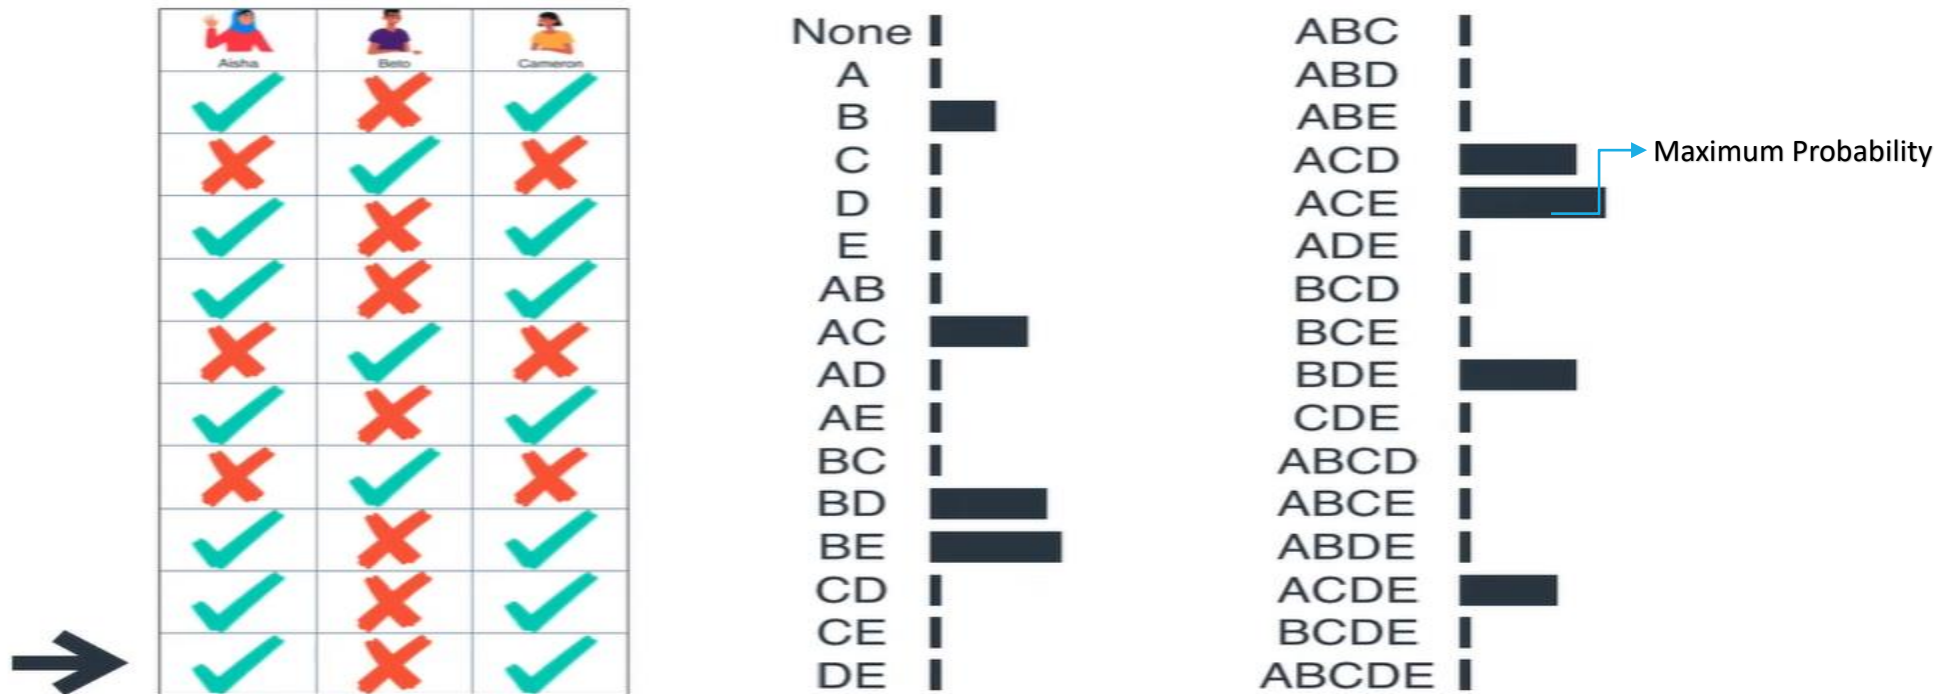 Aisha Beto Cameron
None
A
B
C
D
E
AB
AC
AD
AE
BC
BD
BE
CD
CE
DE
ABC
ABD
ABE
ACD
ACE
ADE
BCD
BCE
BDE
CDE
ABCD
ABCE
ABDE
ACDE
BCDE
ABCDE
Maximum Probability